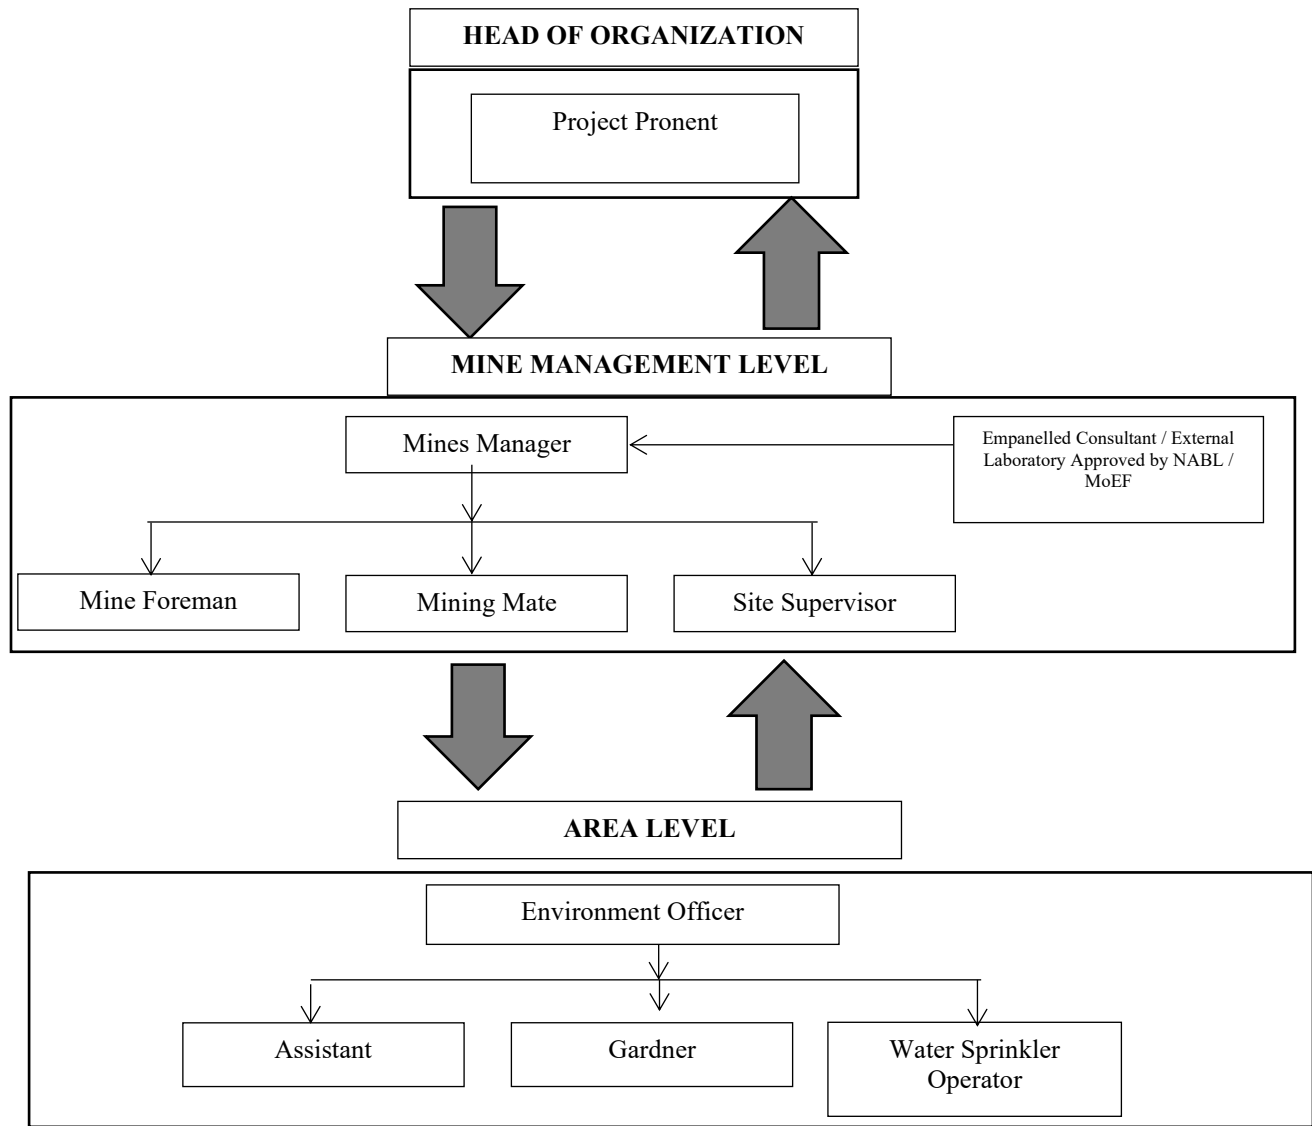 HEAD OF ORGANIZATION
Project Pronent
MINE MANAGEMENT LEVEL
Mines Manager
Empanelled Consultant / External
Laboratory Approved by NABL /
MoEF
Mine Foreman
Mining Mate
Site Supervisor
AREA LEVEL
Environment Officer
Assistant
Gardner
Water Sprinkler
Operator